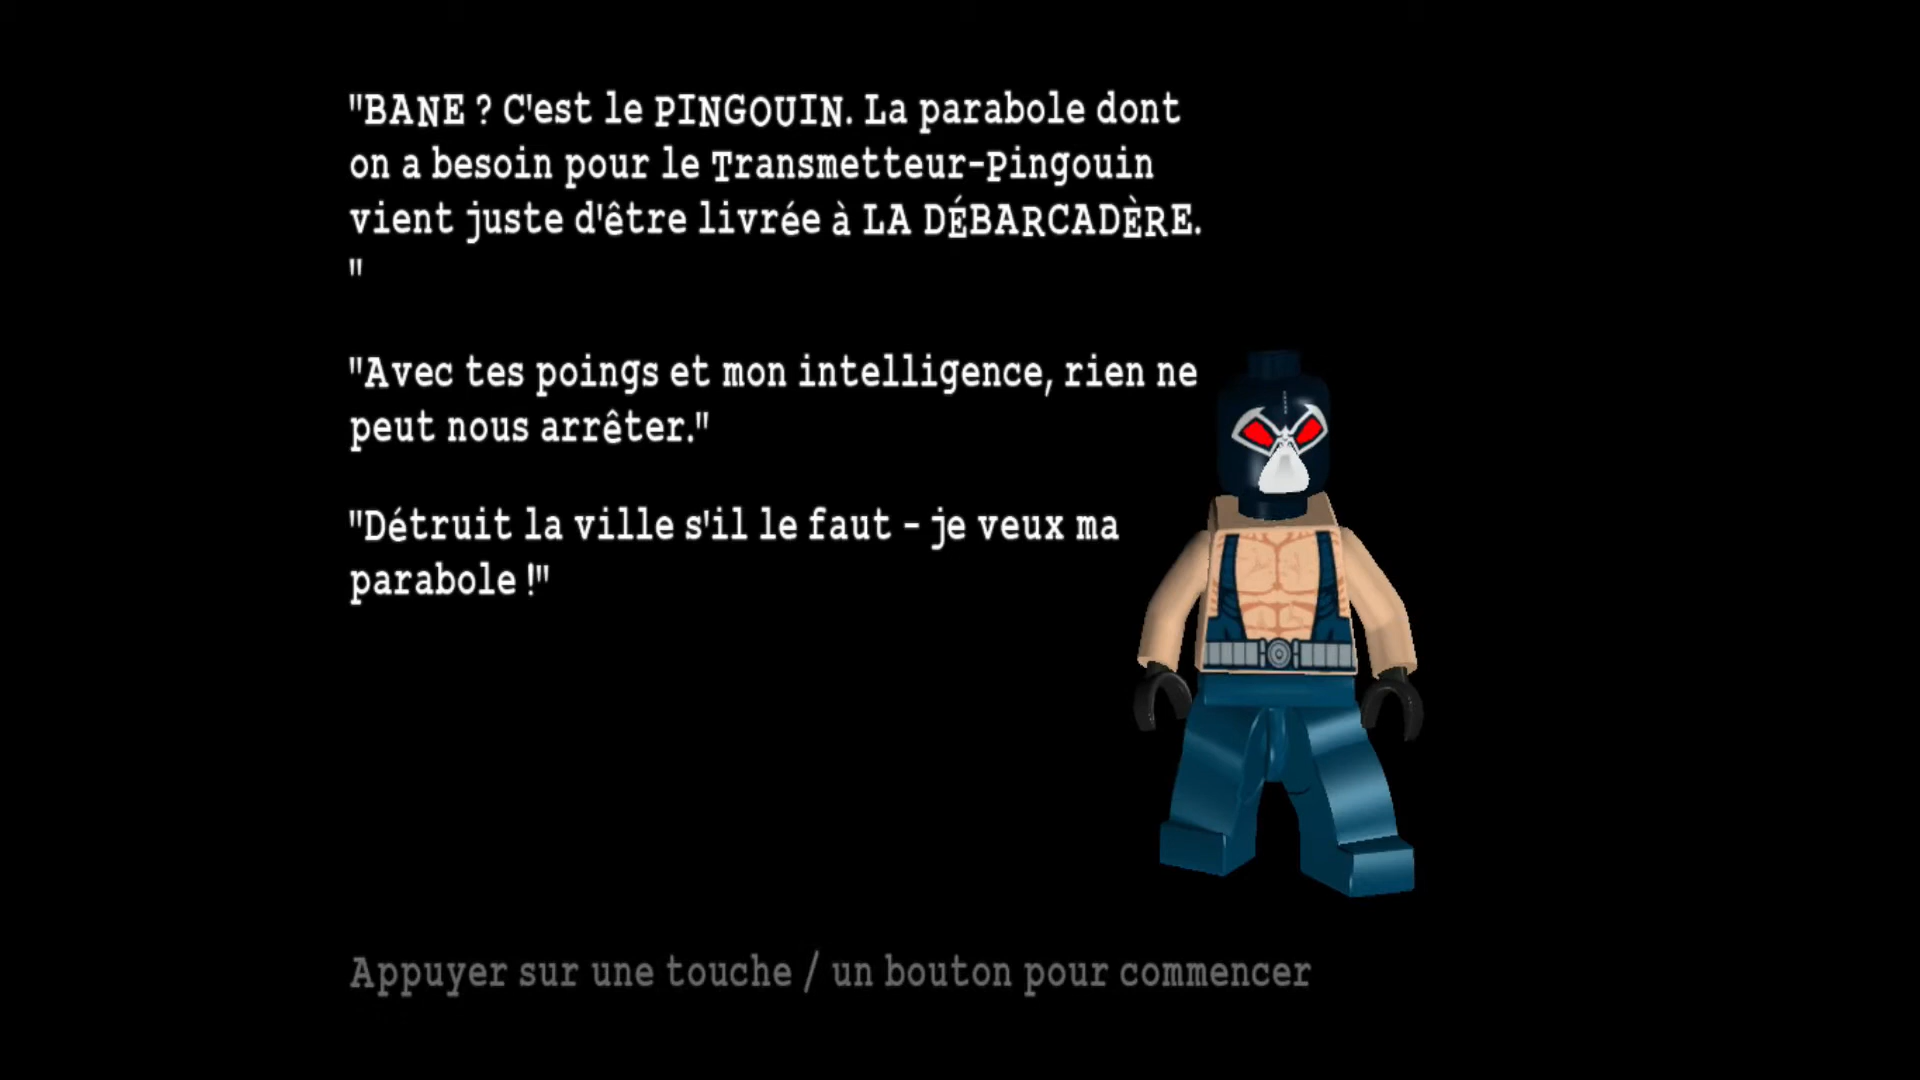 "BANE ? C'est le PINGOUIN. La parabole dont
on a besoin pour le Transmetteur-Pingouin
vient juste d'être livrée à LA DÉBARCADÈRE.
"
"Avec tes poings et mon intelligence, rien ne
peut nous arrêter."
"Détruit la ville s'il le faut - je veux ma
parabole !"
Appuyer sur une touche / un bouton pour commencer